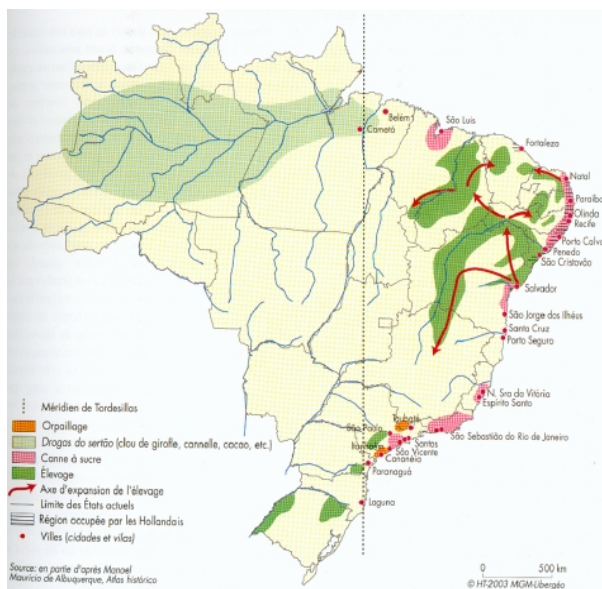 São Luis
Belém
Cametá
Fortaleza
Natal
Paraíba
Olinda
Recife
Porto Calvo
Penedo
São Cristovão
Salvador
São Jorge dos Ilhéus
Santa Cruz
Porto Seguro
N. Sra da Vitória
Espírito Santo
Taubaté
São Paulo
São Sebastião do Rio de Janeiro
Santos
São Vicente
Cananéia
Paranaguá
Laguna
Méridien de Tordesillas
Orpaillage
Drogas do sertão (clou de girofle, cannelle, cacao, etc.)
Canne à sucre
Élevage
Axe d'expansion de l'élevage
Limite des États actuels
Région occupée par les Hollandais
Villes (cidades et vilas)
Source: en partie d'après Manoel
Maurício de Albuquerque, Atlas histórico
0 500 km
© HT-2003 MGM-Libergéo